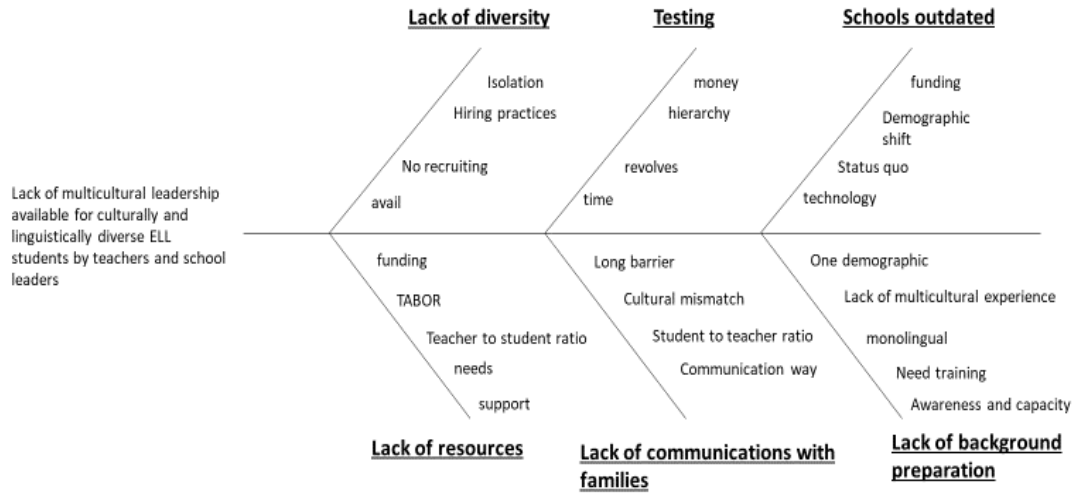 Lack of diversity
Testing
Schools outdated
Isolation
Hiring practices
No recruiting
avail
money
hierarchy
revolves
time
funding
Demographic
shift
Status quo
technology
Lack of multicultural leadership
available for culturally and
linguistically diverse ELL
students by teachers and school
leaders
funding
TABOR
Teacher to student ratio
needs
support
Long barrier
Cultural mismatch
Student to teacher ratio
Communication way
One demographic
Lack of multicultural experience
monolingual
Need training
Awareness and capacity
Lack of resources
Lack of communications with
families
Lack of background
preparation